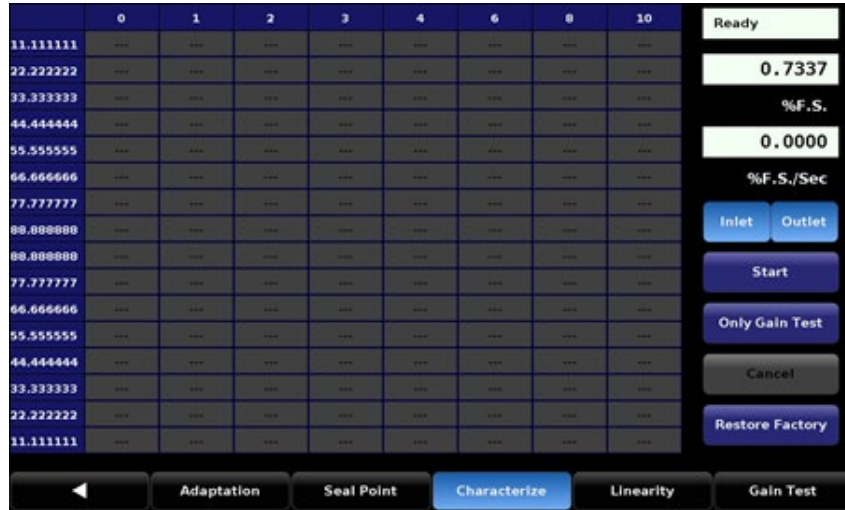 0 1 2 3 4 6 8 10
11.111111 --- --- --- --- --- --- --- ---
22.222222 --- --- --- --- --- --- --- ---
33.333333 --- --- --- --- --- --- --- ---
44.444444 --- --- --- --- --- --- --- ---
55.555555 --- --- --- --- --- --- --- ---
66.666666 --- --- --- --- --- --- --- ---
77.777777 --- --- --- --- --- --- --- ---
88.888888 --- --- --- --- --- --- --- ---
88.888888 --- --- --- --- --- --- --- ---
77.777777 --- --- --- --- --- --- --- ---
66.666666 --- --- --- --- --- --- --- ---
55.555555 --- --- --- --- --- --- --- ---
44.444444 --- --- --- --- --- --- --- ---
33.333333 --- --- --- --- --- --- --- ---
22.222222 --- --- --- --- --- --- --- ---
11.111111 --- --- --- --- --- --- --- ---
Ready
0.7337
%F.S.
0.0000
%F.S./Sec
Inlet Outlet
Start
Only Gain Test
Cancel
Restore Factory
Adaptation Seal Point Characterize Linearity Gain Test